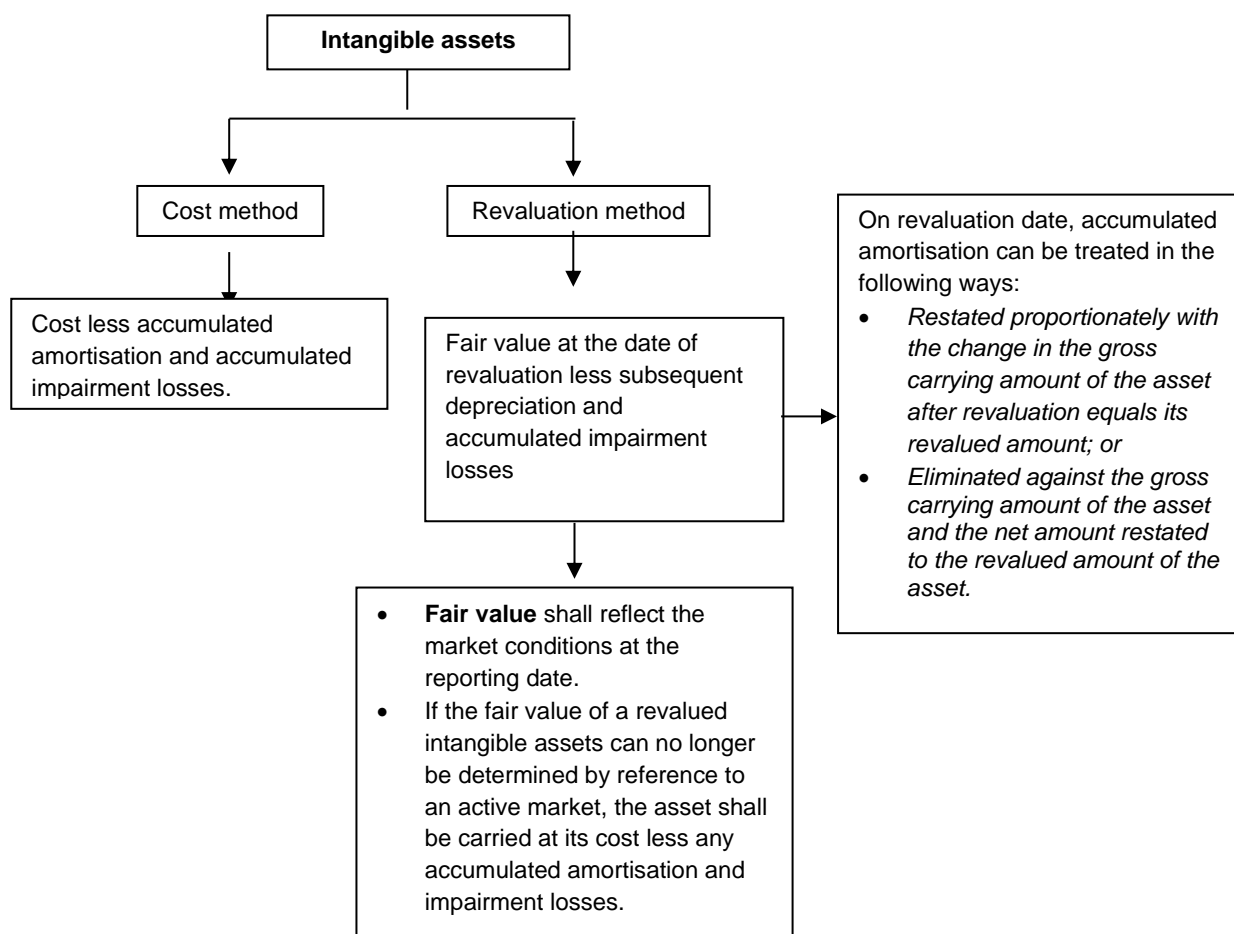 Intangible assets
Cost method
Revaluation method
Cost less accumulated
amortisation and accumulated
impairment losses.
Fair value at the date of
revaluation less subsequent
depreciation and
accumulated impairment
losses
On revaluation date, accumulated
amortisation can be treated in the
following ways:
• Restated proportionately with
the change in the gross
carrying amount of the asset
after revaluation equals its
revalued amount; or
• Eliminated against the gross
carrying amount of the asset
and the net amount restated
to the revalued amount of the
asset.
• Fair value shall reflect the
market conditions at the
reporting date.
• If the fair value of a revalued
intangible assets can no longer
be determined by reference to
an active market, the asset shall
be carried at its cost less any
accumulated amortisation and
impairment losses.